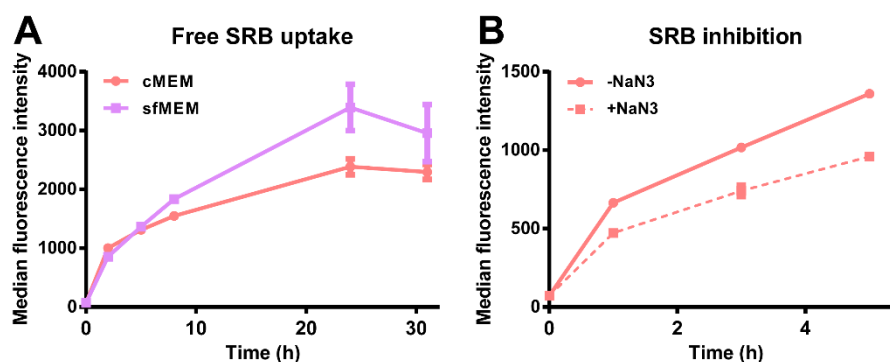 A
Free SRB uptake
Median fluorescence intensity
4000
3000
2000
1000
0
cMEM
sfMEM
0 10 20 30
Time (h)
B
SRB inhibition
Median fluorescence intensity
1500
1000
500
0
-NaN3
+NaN3
0 2 4
Time (h)